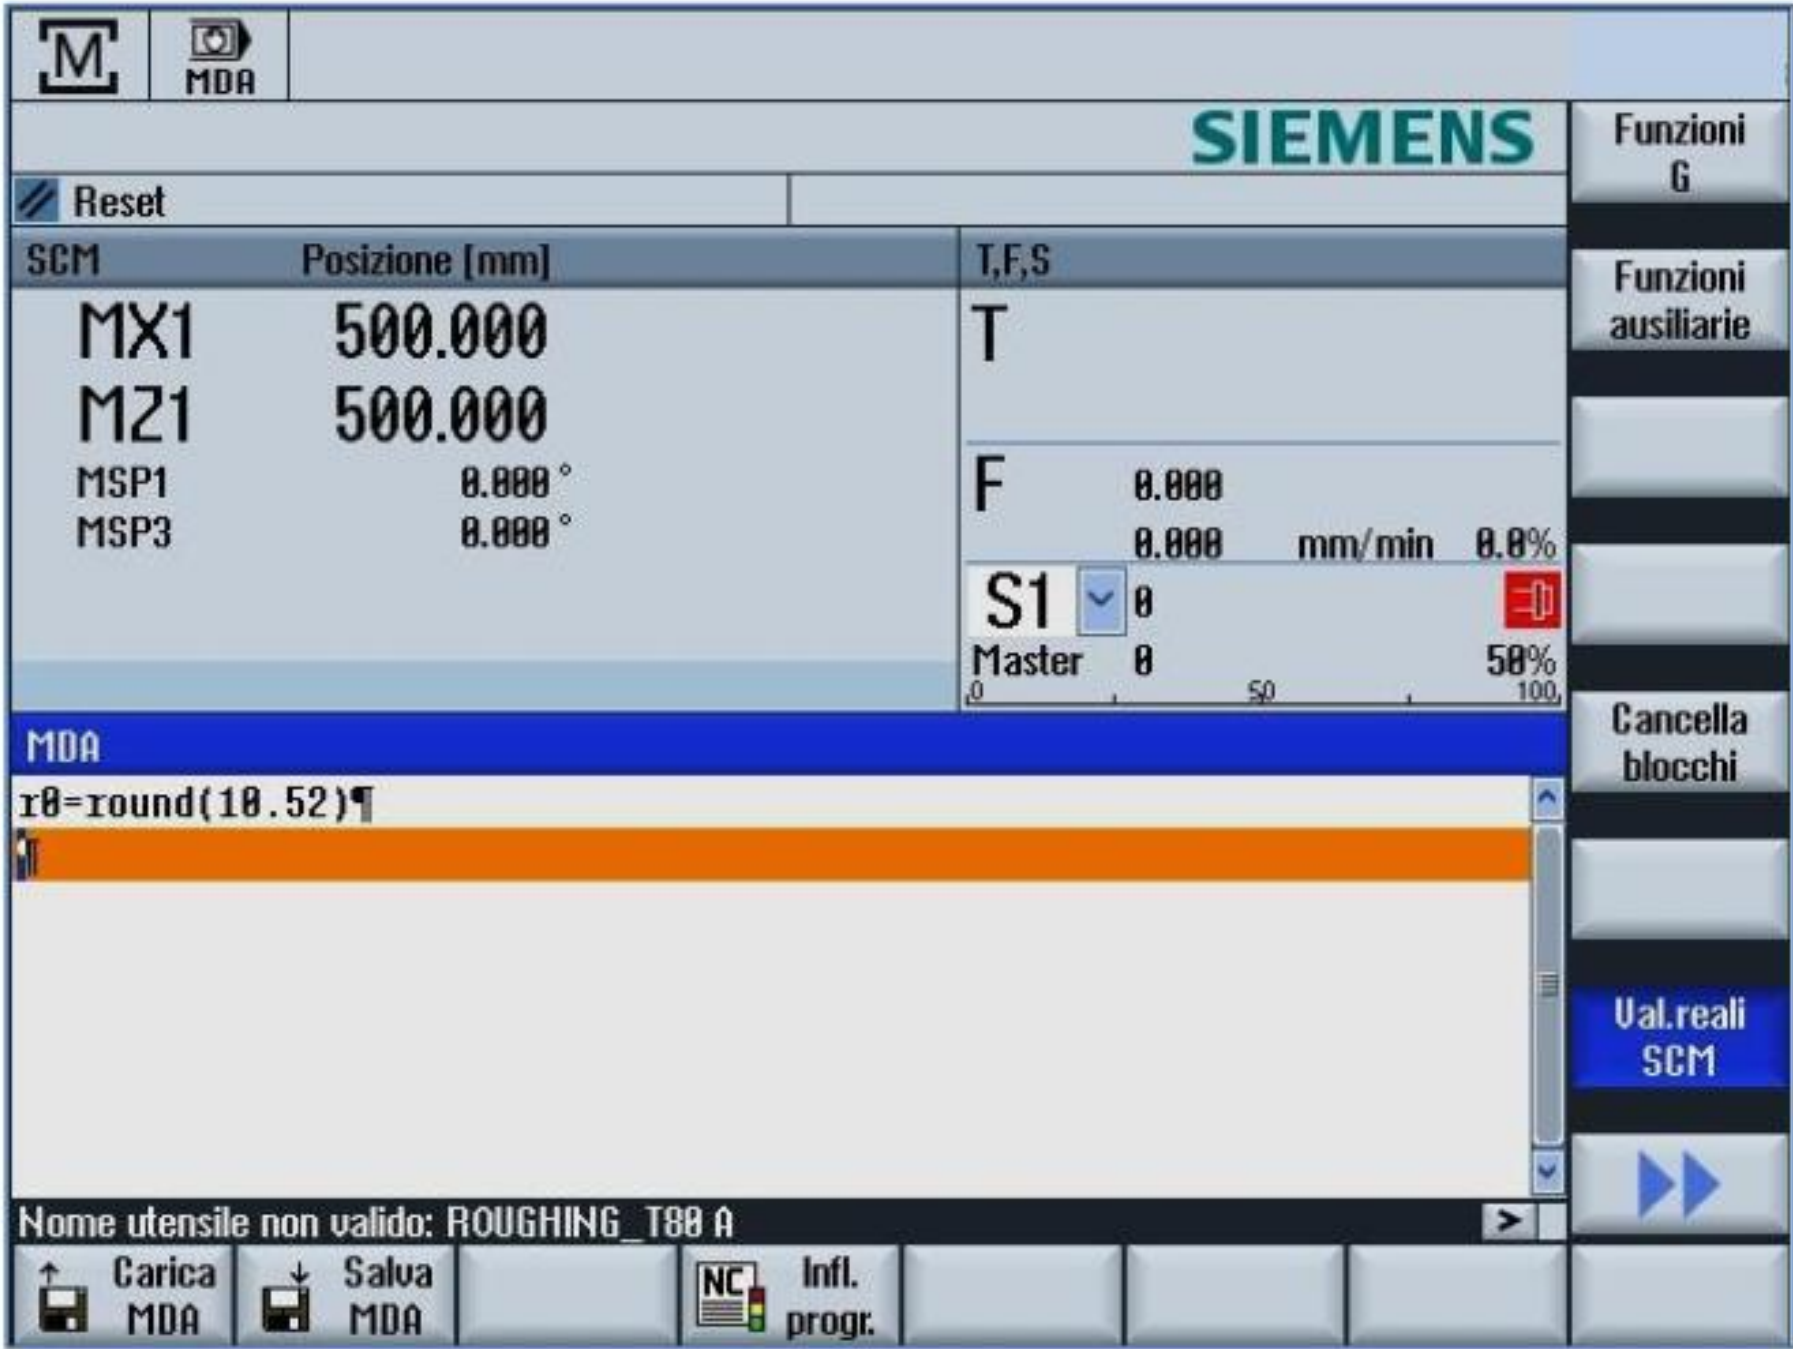 M
MDA
SIEMENS
Funzioni
G
Reset
SCM Posizione [mm]
T,F,S
Funzioni
ausiliarie
MX1 500.000
T
MZ1 500.000
MSP1 0.000°
F 0.000
MSP3 0.000°
0.000 mm/min 0.0%
S1 0
Master 0 50%
0 50 100
Cancella
blocchi
MDA
r0=round(10.52)¶
¶
Val.reali
SCM
Nome utensile non valido: ROUGHING_T80 A
>
Carica
MDA
Salva
MDA
NC
Infl.
progr.